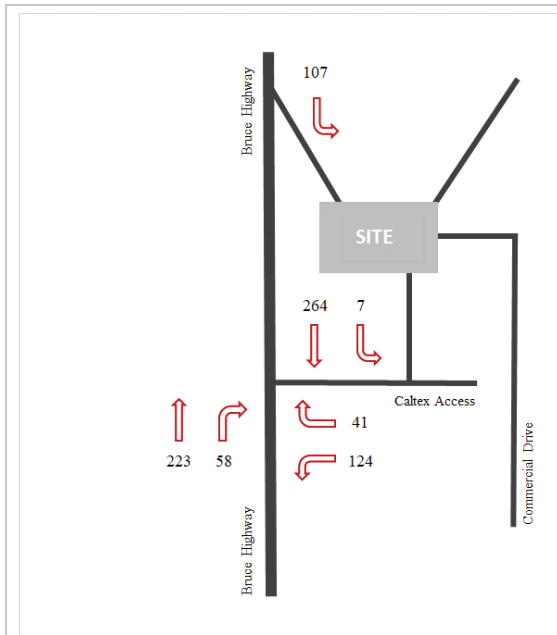 107
Bruce Highway
SITE
264 7
Caltex Access
41
223 58 124
Commercial Drive
Bruce Highway